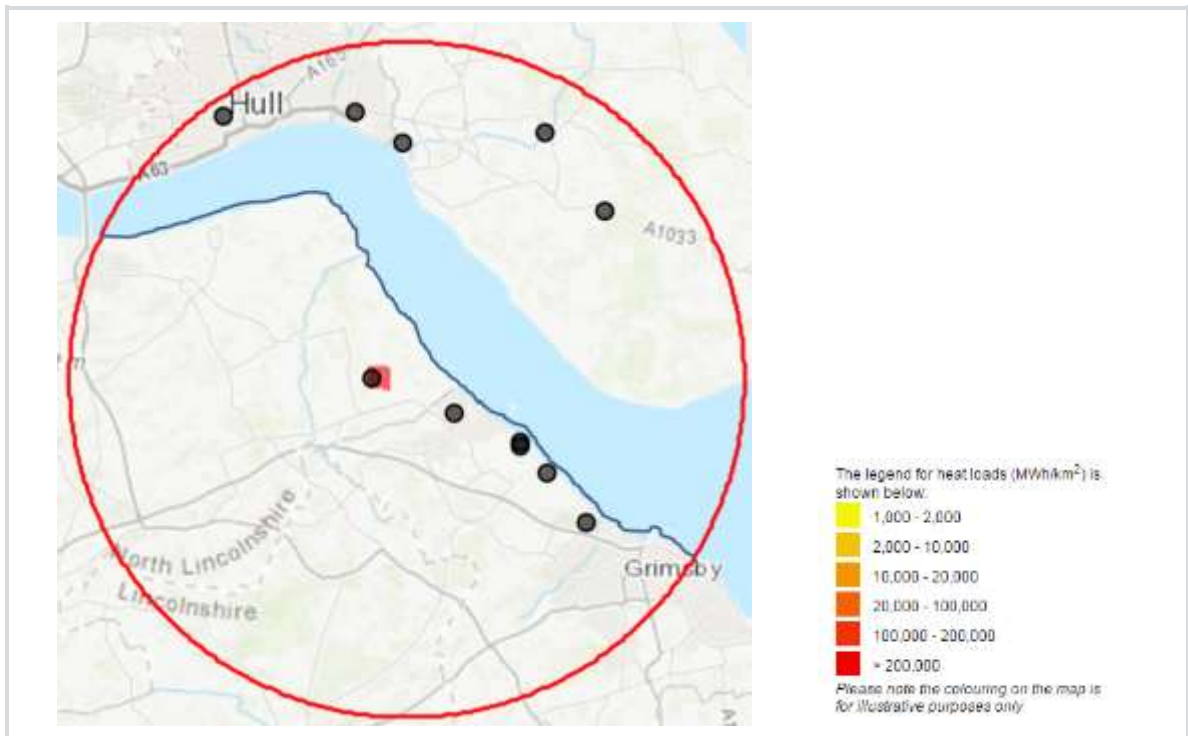 A165
Hull
A63
A1033
m
North Lincolnshire
Lincolnshire
Grimsby
The legend for heat loads (MWh/km²) is
shown below:
1,000 - 2,000
2,000 - 10,000
10,000 - 20,000
20,000 - 100,000
100,000 - 200,000
> 200,000
Please note the colouring on the map is
for illustrative purposes only